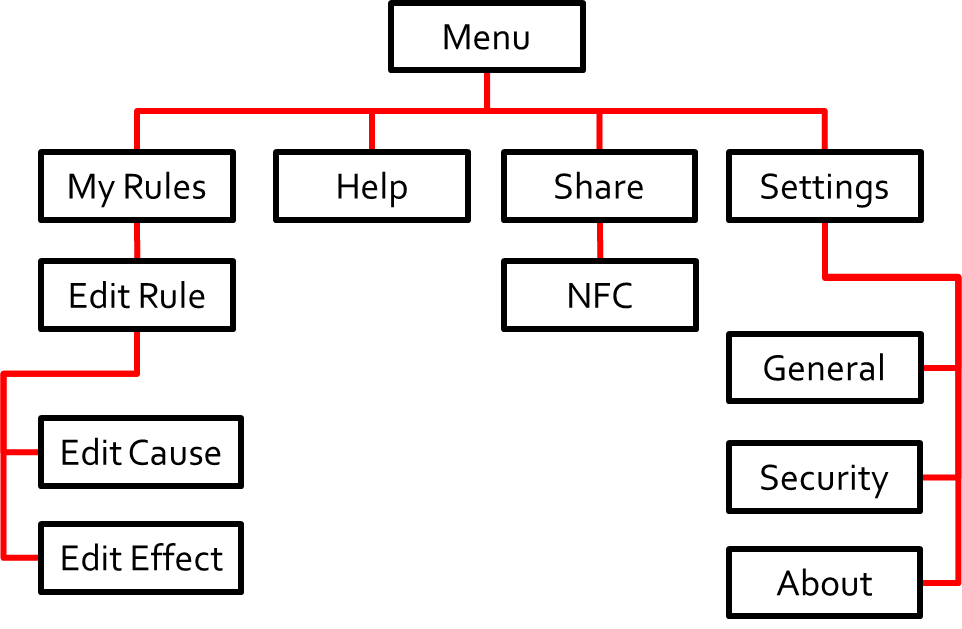 Menu
My Rules
Help
Share
Settings
Edit Rule
NFC
General
Edit Cause
Security
Edit Effect
About